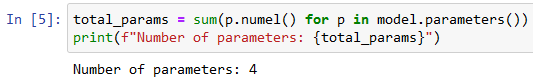 In [5]: total_params = sum(p.numel() for p in model.parameters())
print(f"Number of parameters: {total_params}")
Number of parameters: 4